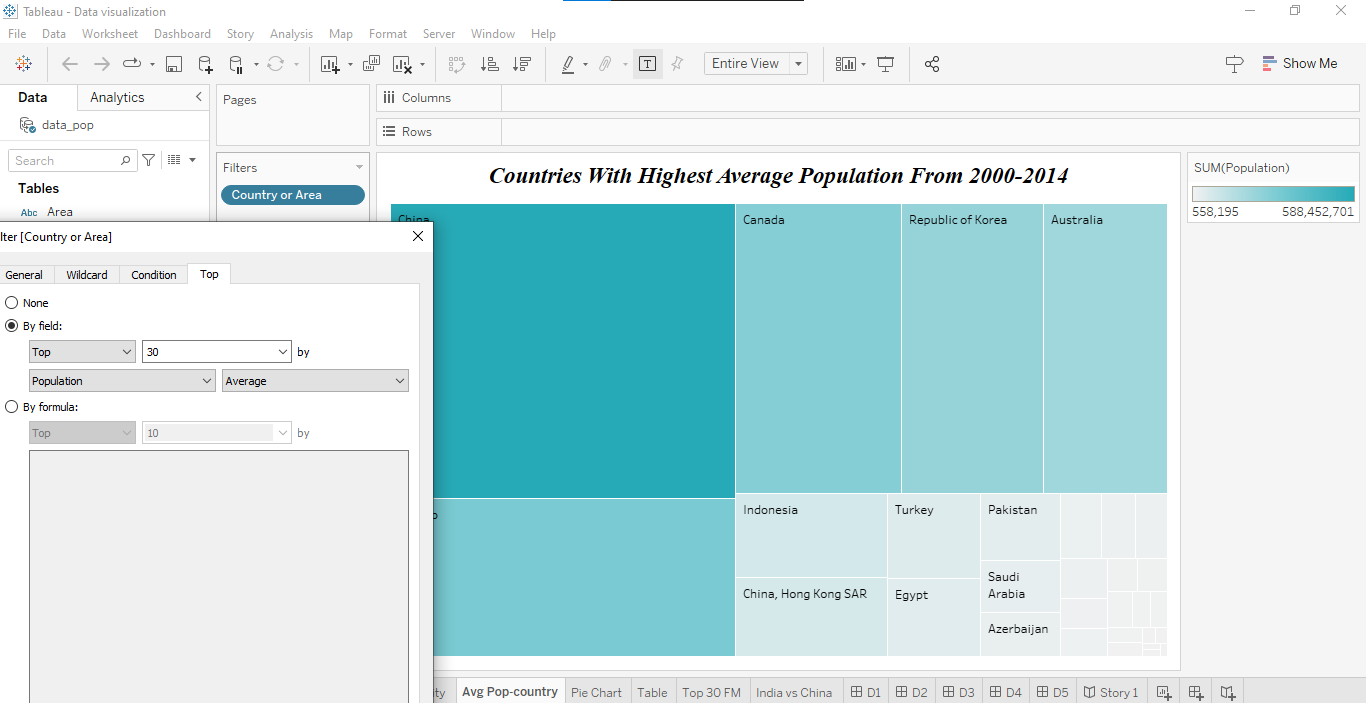 Tableau - Data visualization
File Data Worksheet Dashboard Story Analysis Map Format Server Window Help
Entire View
Show Me
Data Analytics
data_pop
Search
Tables
Abc Area
Pages
Columns
Rows
Filters
Country or Area
lter [Country or Area]
General Wildcard Condition Top
None
By field:
Top 30 by
Population Average
By formula:
Top 10 by
Countries With Highest Average Population From 2000-2014
China
Canada
Republic of Korea
Australia
o
Indonesia
Turkey
Pakistan
China, Hong Kong SAR
Egypt
Saudi
Arabia
Azerbaijan
SUM(Population)
558,195 588,452,701
ity Avg Pop-country Pie Chart Table Top 30 FM India vs China D1 D2 D3 D4 D5 Story 1